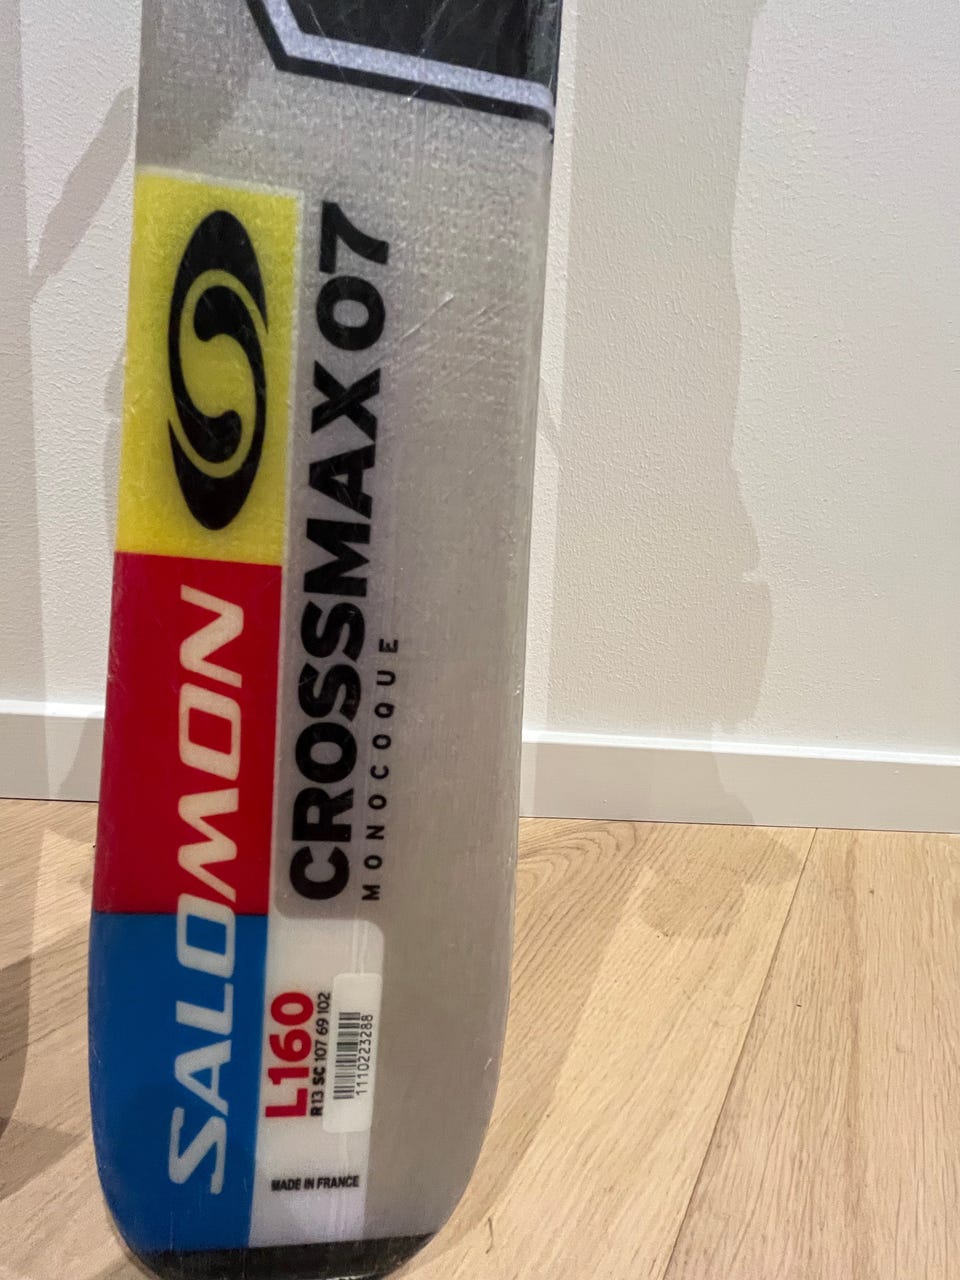 SALOMON
CROSSMAX 07
MONOCOQUE
L160
R13 SC 107 69 102
1110223288
MADE IN FRANCE